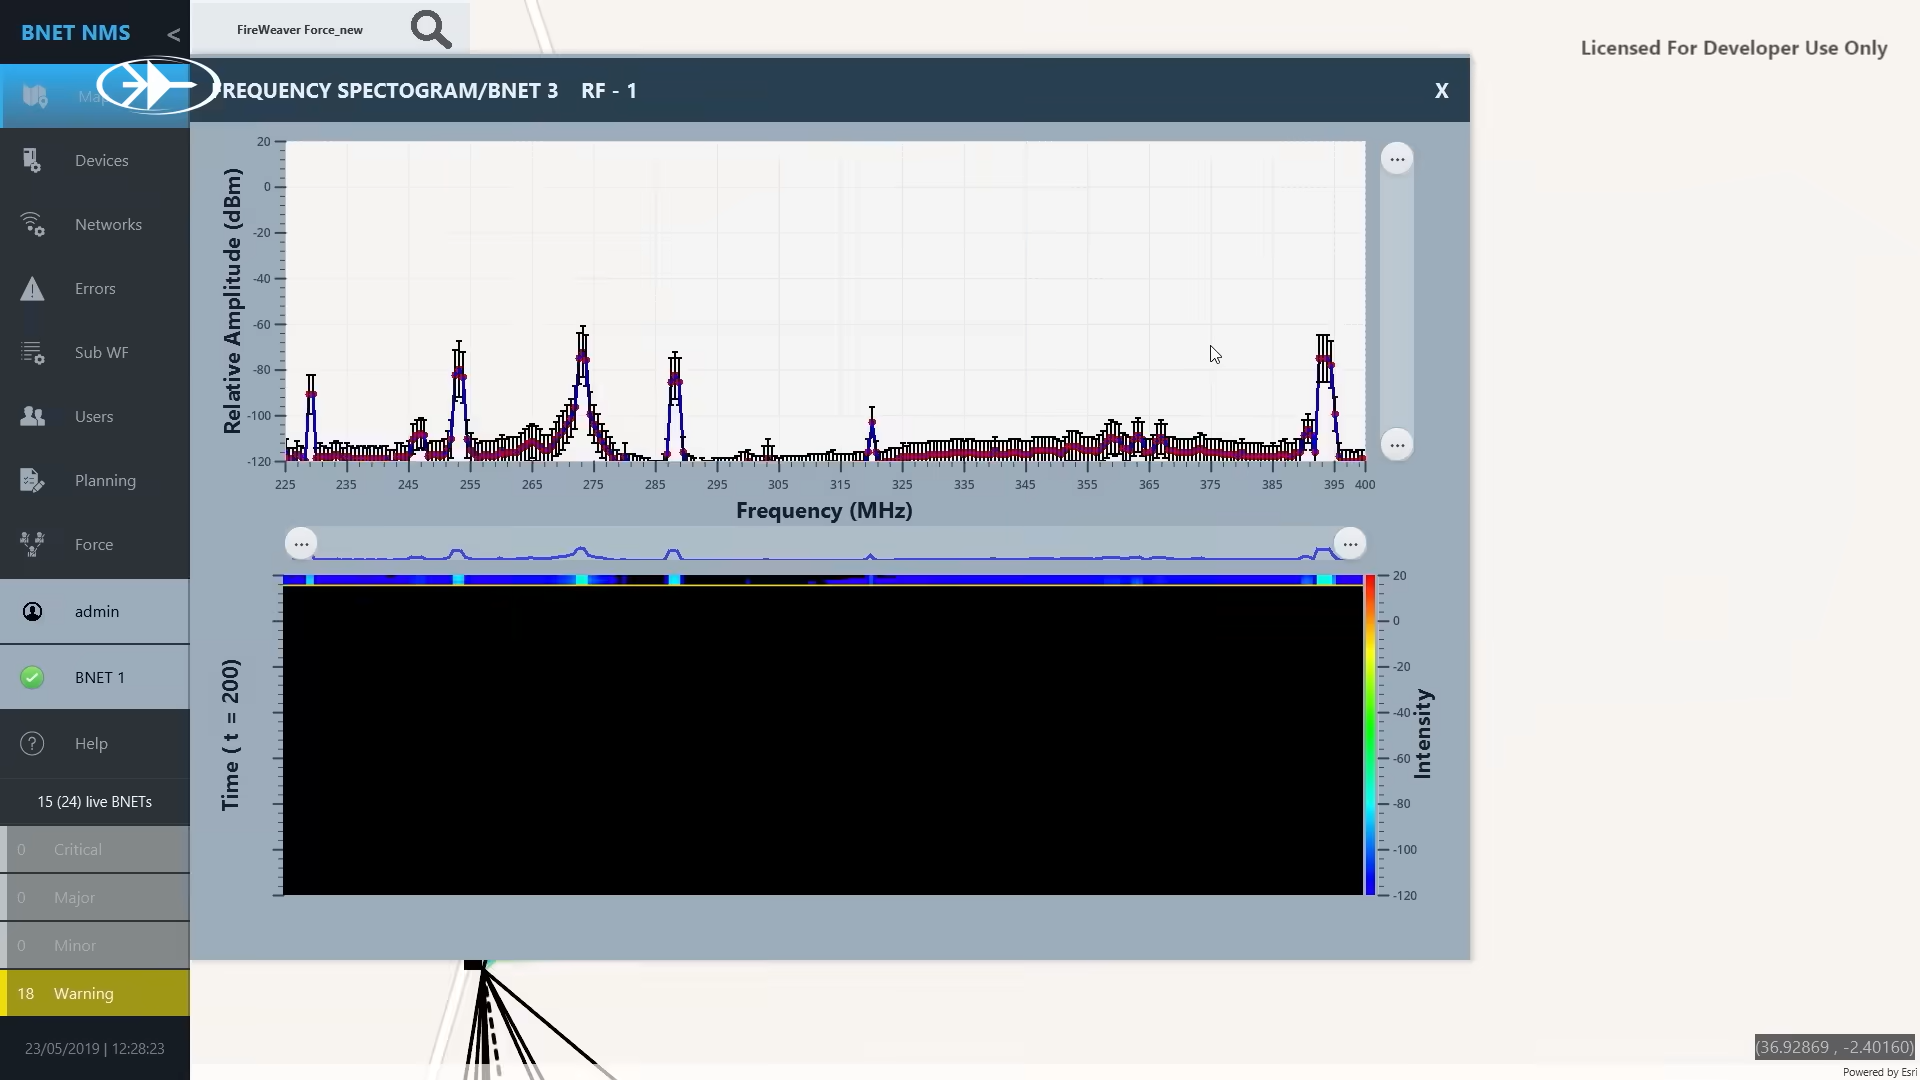 BNET NMS <
FireWeaver Force_new
Licensed For Developer Use Only
Map
FREQUENCY SPECTOGRAM/BNET 3 RF - 1
X
Devices
Networks
Errors
Sub WF
Users
Planning
Force
admin
BNET 1
Help
15 (24) live BNETs
0 Critical
0 Major
0 Minor
18 Warning
23/05/2019 | 12:28:23
Relative Amplitude (dBm)
20
0
-20
-40
-60
-80
-100
-120
225 235 245 255 265 275 285 295 305 315 325 335 345 355 365 375 385 395 400
Frequency (MHz)
Time ( t = 200)
20
0
-20
-40
-60
-80
-100
-120
Intensity
(36.92869 , -2.40160)
Powered by Esri